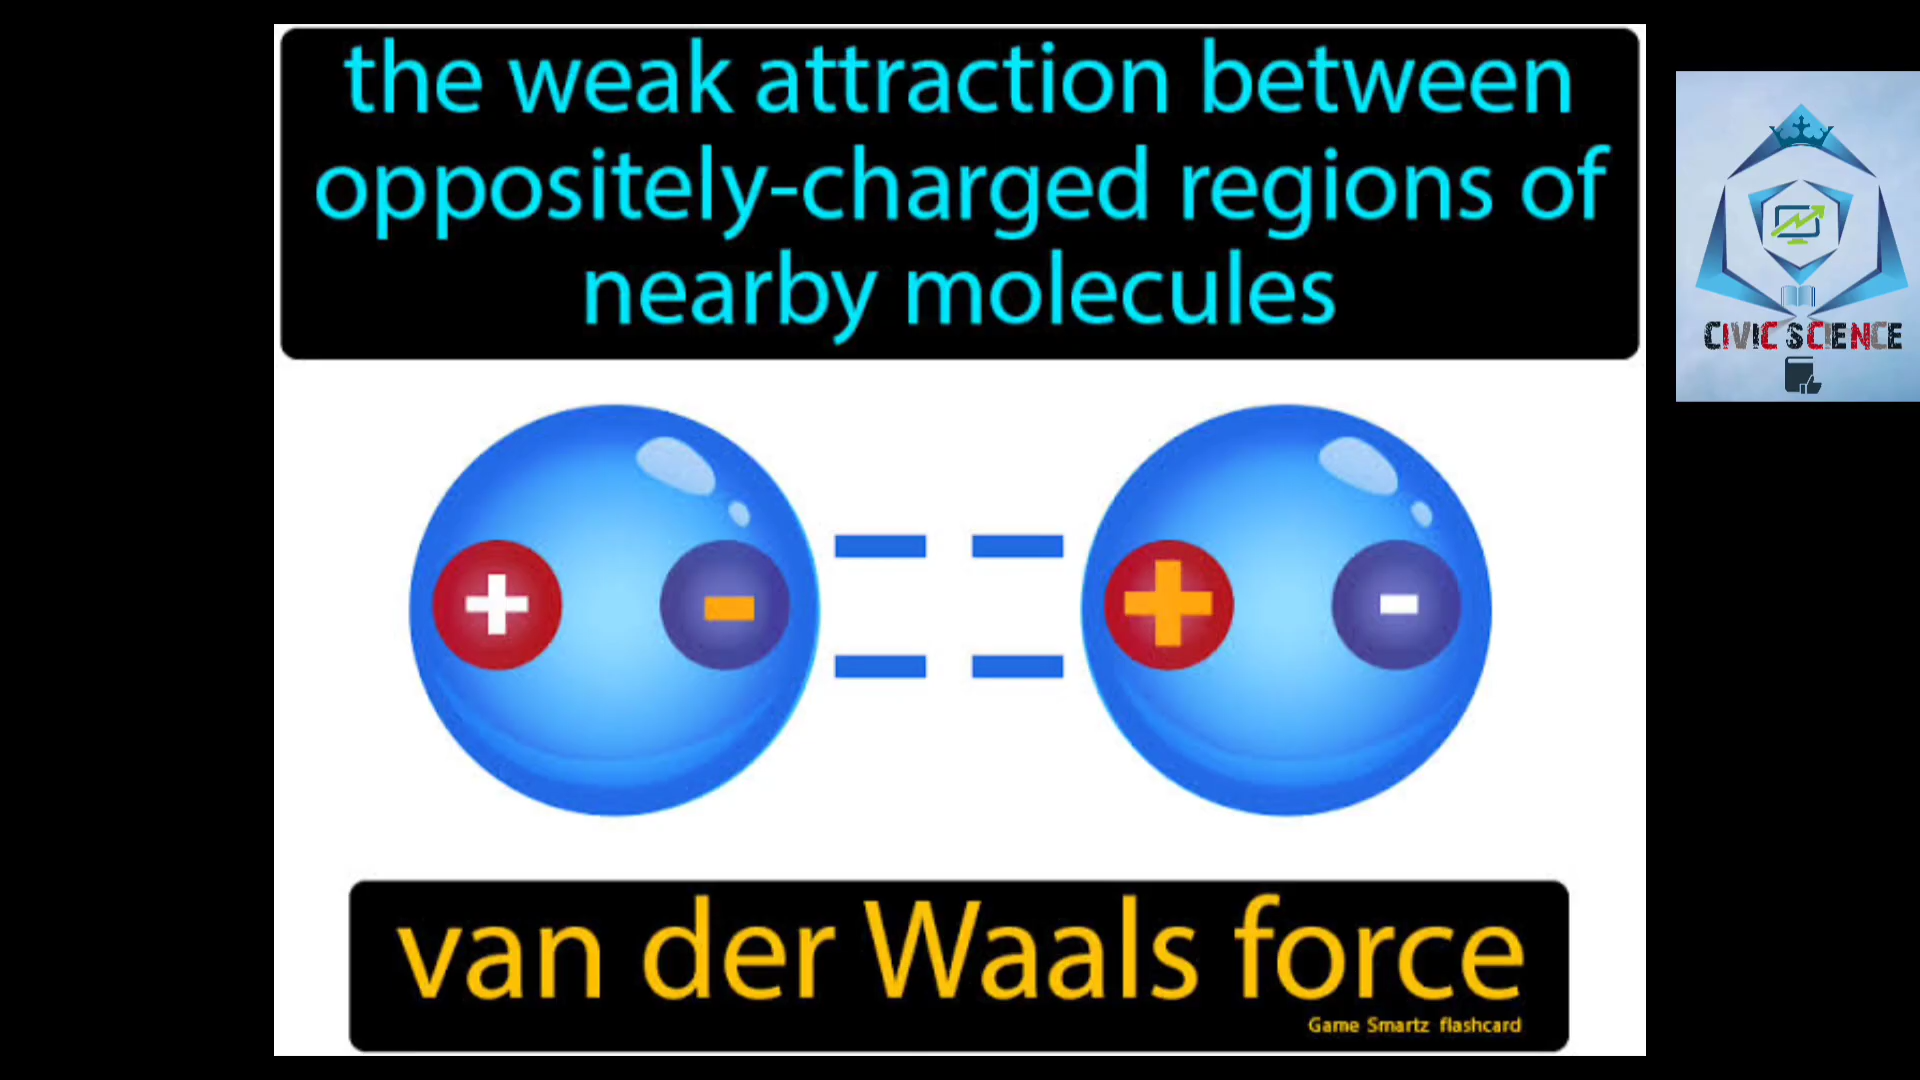 the weak attraction between
oppositely-charged regions of
nearby molecules
CIVIC SCIENCE
+ - + -
van der Waals force
Game Smartz flashcard